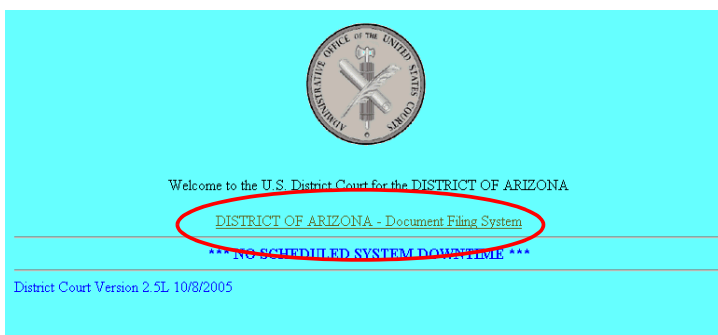 ADMINISTRATIVE OFFICE OF THE UNITED STATES COURTS
Welcome to the U.S. District Court for the DISTRICT OF ARIZONA
DISTRICT OF ARIZONA - Document Filing System
*** NO SCHEDULED SYSTEM DOWNTIME ***
District Court Version 2.5L 10/8/2005